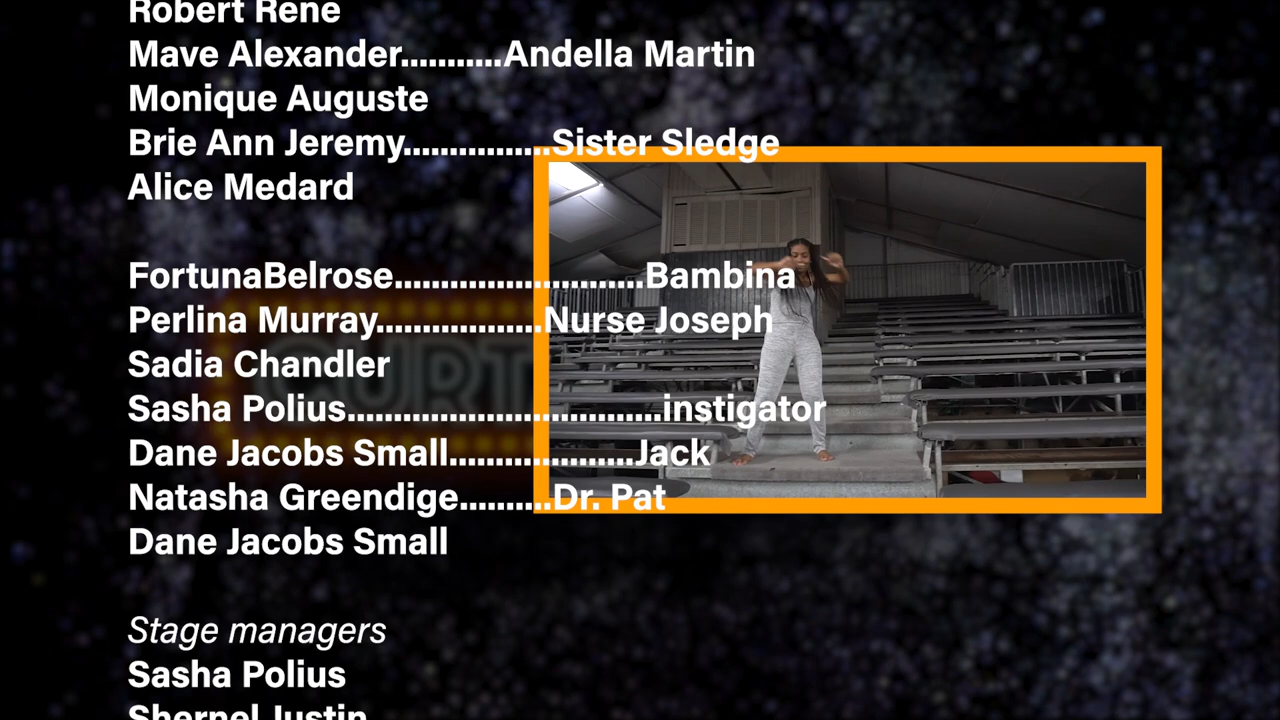 Robert Rene
Mave Alexander...........Andella Martin
Monique Auguste
Brie Ann Jeremy................Sister Sledge
Alice Medard
FortunaBelrose...........................Bambina
Perlina Murray..................Nurse Joseph
Sadia Chandler
Sasha Polius..................................instigator
Dane Jacobs Small....................Jack
Natasha Greendige..........Dr. Pat
Dane Jacobs Small
Stage managers
Sasha Polius
Shernel Justin